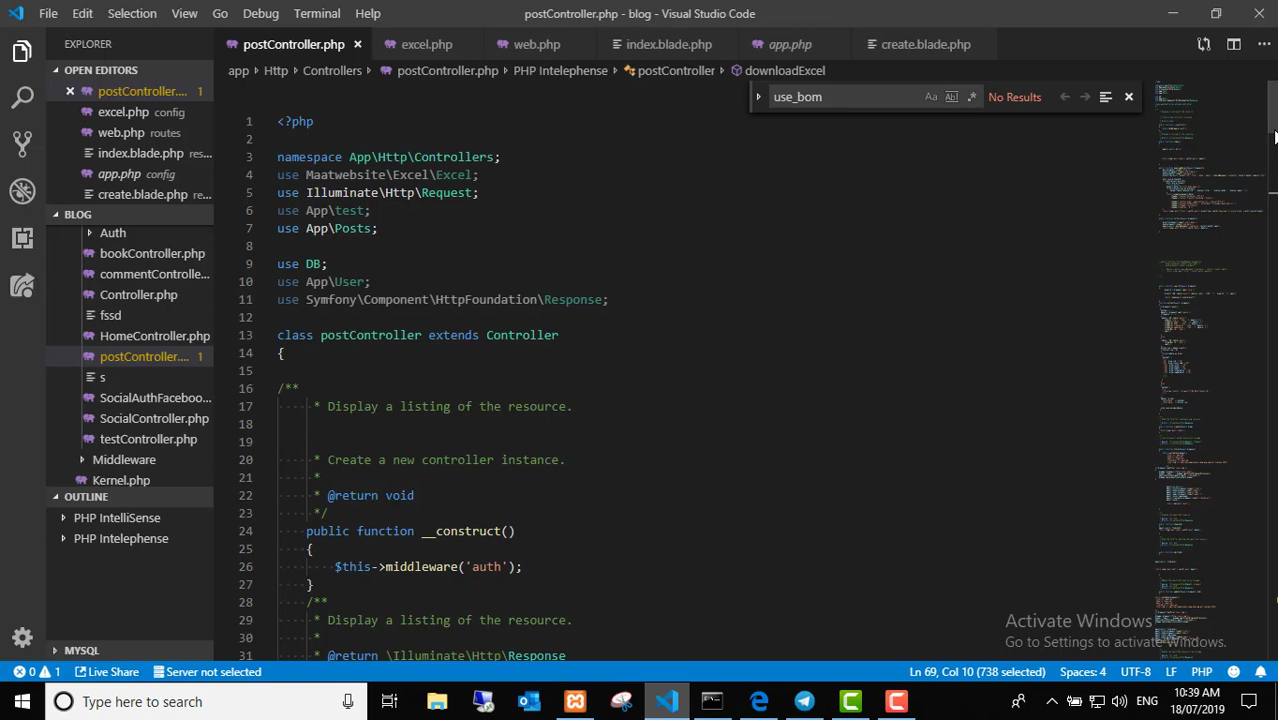 File Edit Selection View Go Debug Terminal Help postController.php - blog - Visual Studio Code
EXPLORER postController.php excel.php web.php index.blade.php app.php create.blade.php
OPEN EDITORS
postController.... 1
excel.php config
web.php routes
index.blade.php res...
app.php config
create.blade.php re...
BLOG
Auth
bookController.php
commentControlle...
Controller.php
fssd
HomeController.php
postController.... 1
s
SocialAuthFaceboo...
SocialController.php
testController.php
Middleware
Kernel.php
OUTLINE
PHP IntelliSense
PHP Intelephense
MYSQL
app Http Controllers postController.php PHP Intelephense postController downloadExcel
use_bom Aa Abl .* No Results
1 <?php
2
3 namespace App\Http\Controllers;
4 use Maatwebsite\Excel\Excel;
5 use Illuminate\Http\Request;
6 use App\test;
7 use App\Posts;
8
9 use DB;
10 use App\User;
11 use Symfony\Component\HttpFoundation\Response;
12
13 class postController extends Controller
14 {
15
16 /**
17 * Display a listing of the resource.
18
19
20 * Create a new controller instance.
21 *
22 * @return void
23 */
24 public function __construct()
25 {
26 $this->middleware('auth');
27 }
28 /**
29 * Display a listing of the resource.
30 *
31 * @return \Illuminate\Http\Response
Activate Windows
Go to Settings to activate Windows.
0 1 Live Share Server not selected Ln 69, Col 10 (738 selected) Spaces: 4 UTF-8 LF PHP
Type here to search
10:39 AM
18/07/2019